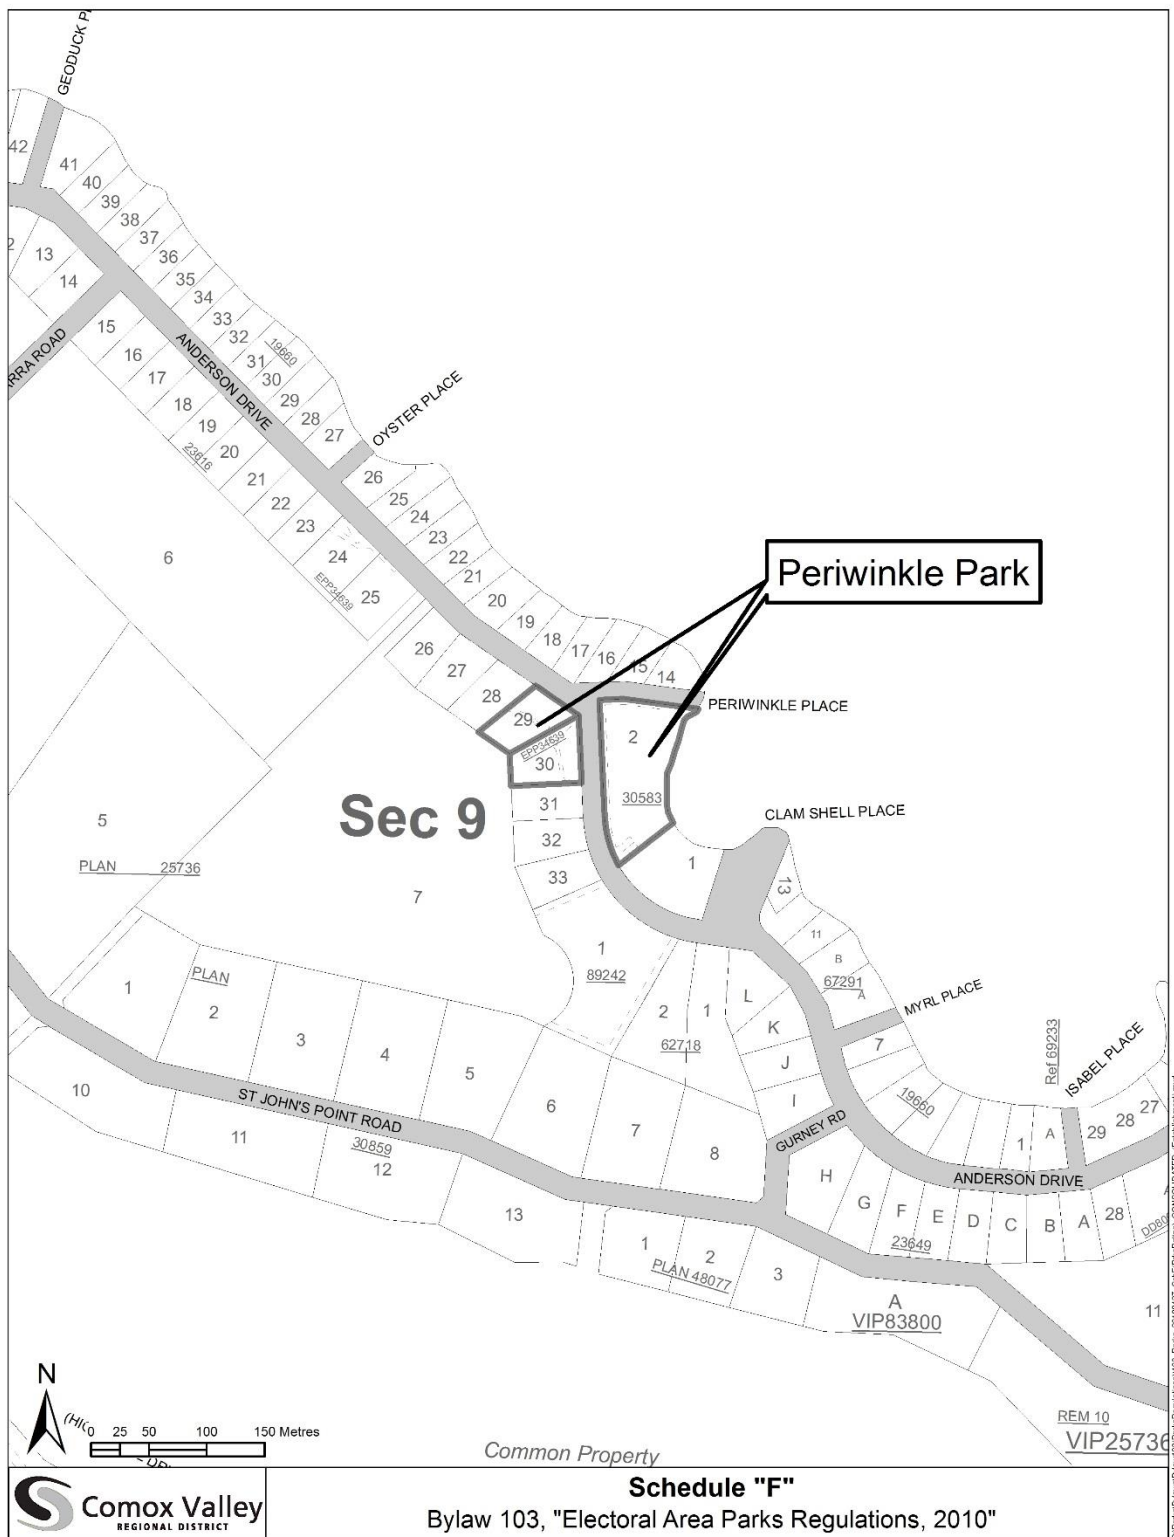 GEODUCK
42
41
40
39
38
37
36
35
34
33
32
31
30
29
28
27
19660
2
13
14
15
16
17
18
19
20
21
22
23
24
25
23616
EPP34639
ARRA ROAD
ANDERSON DRIVE
OYSTER PLACE
26
25
24
23
22
21
20
19
18
17
16
15
14
6
Periwinkle Park
26
27
28
29
EPP34639
30
31
32
33
2
30583
PERIWINKLE PLACE
CLAM SHELL PLACE
Sec 9
5
PLAN 25736
7
1
13
11
B
67291
A
MYRL PLACE
7
1
89242
2
1
62718
L
K
J
I
1
PLAN
2
3
4
5
6
7
8
10
11
ST JOHN'S POINT ROAD
30859
12
13
GURNEY RD
19660
1
A
Ref 69233
ISABEL PLACE
29
28
27
ANDERSON DRIVE
H
G
F
E
D
C
B
A
28
23649
1
2
3
PLAN 48077
A
VIP83800
11
REM 10
VIP25736
N
0 25 50 100 150 Metres
Common Property
Comox Valley
REGIONAL DISTRICT
Schedule "F"
Bylaw 103, "Electoral Area Parks Regulations, 2010"